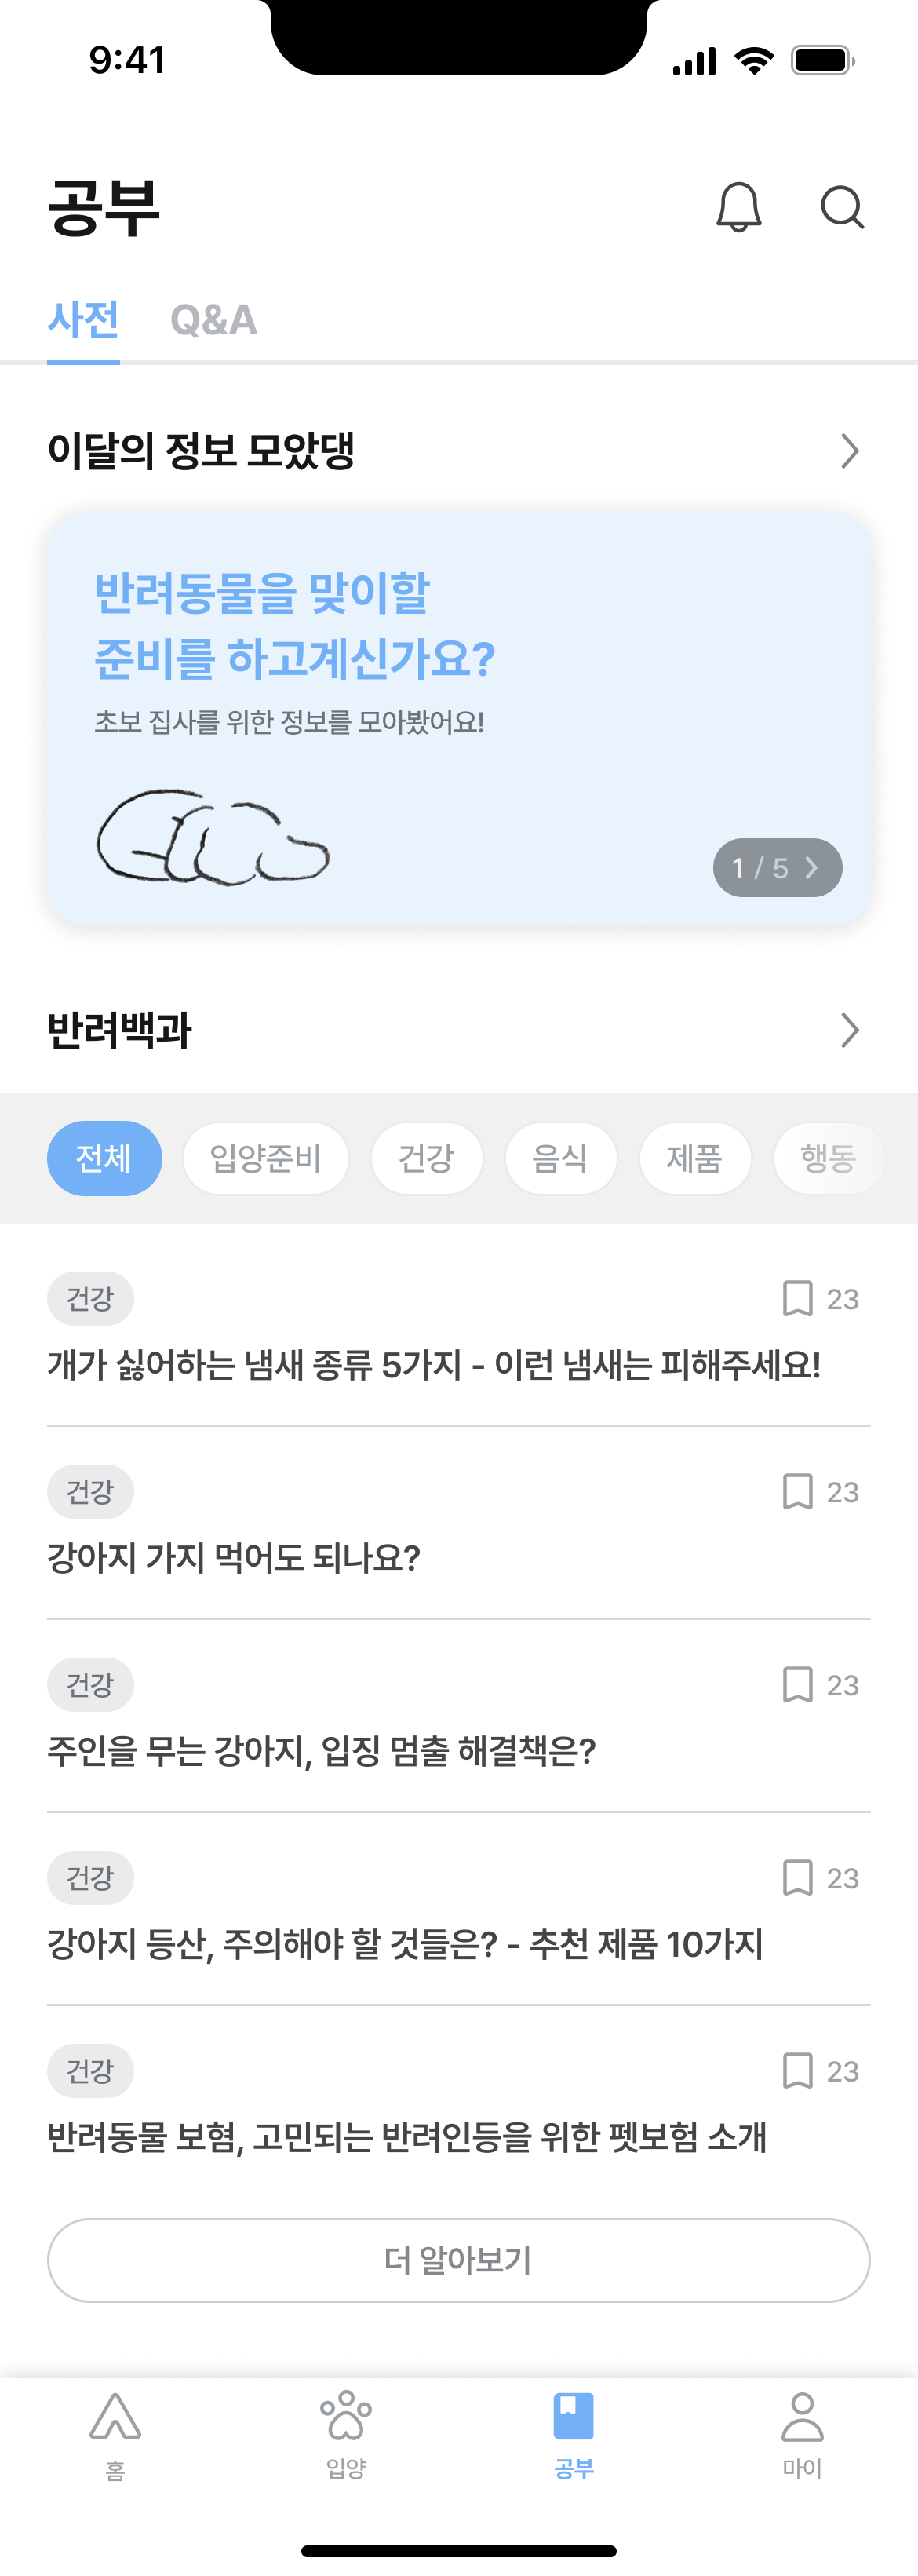 9:41
공부
사전 Q&A
이달의 정보 모았댕
반려동물을 맞이할
준비를 하고계신가요?
초보 집사를 위한 정보를 모아봤어요!
1 / 5
반려백과
전체 입양준비 건강 음식 제품 행동
건강 23
개가 싫어하는 냄새 종류 5가지 - 이런 냄새는 피해주세요!
건강 23
강아지 가지 먹어도 되나요?
건강 23
주인을 무는 강아지, 입징 멈출 해결책은?
건강 23
강아지 등산, 주의해야 할 것들은? - 추천 제품 10가지
건강 23
반려동물 보험, 고민되는 반려인등을 위한 펫보험 소개
더 알아보기
홈 입양 공부 마이